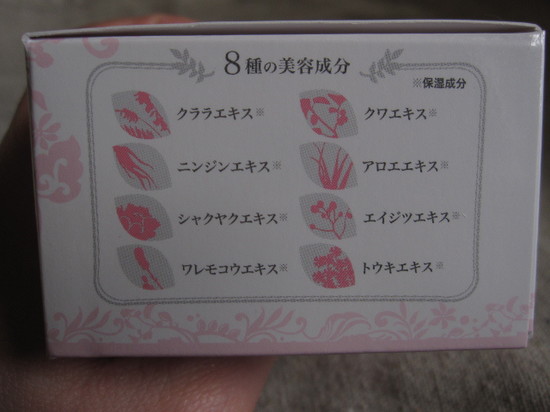 8種の美容成分
※保湿成分
クララエキス※
クワエキス※
ニンジンエキス※
アロエエキス※
シャクヤクエキス※
エイジツエキス※
ワレモコウエキス※
トウキエキス※